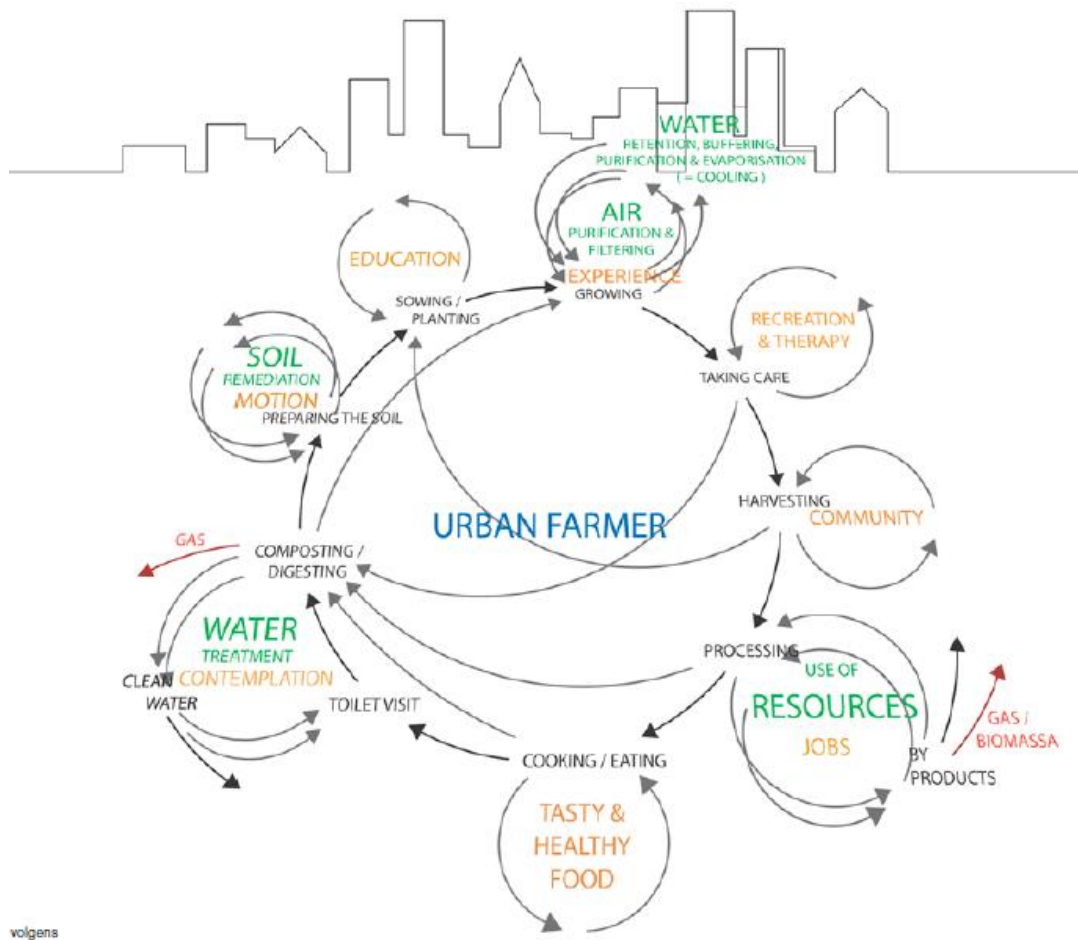 WATER
RETENTION, BUFFERING,
PURIFICATION & EVAPORISATION
( = COOLING )
AIR
PURIFICATION &
FILTERING
EXPERIENCE
GROWING
EDUCATION
SOWING /
PLANTING
RECREATION
& THERAPY
TAKING CARE
SOIL
REMEDIATION
MOTION
PREPARING THE SOIL
HARVESTING
COMMUNITY
URBAN FARMER
GAS
COMPOSTING /
DIGESTING
WATER
TREATMENT
CONTEMPLATION
CLEAN
WATER
TOILET VISIT
PROCESSING
USE OF
RESOURCES
JOBS
GAS /
BIOMASSA
BY
PRODUCTS
COOKING / EATING
TASTY &
HEALTHY
FOOD
volgens